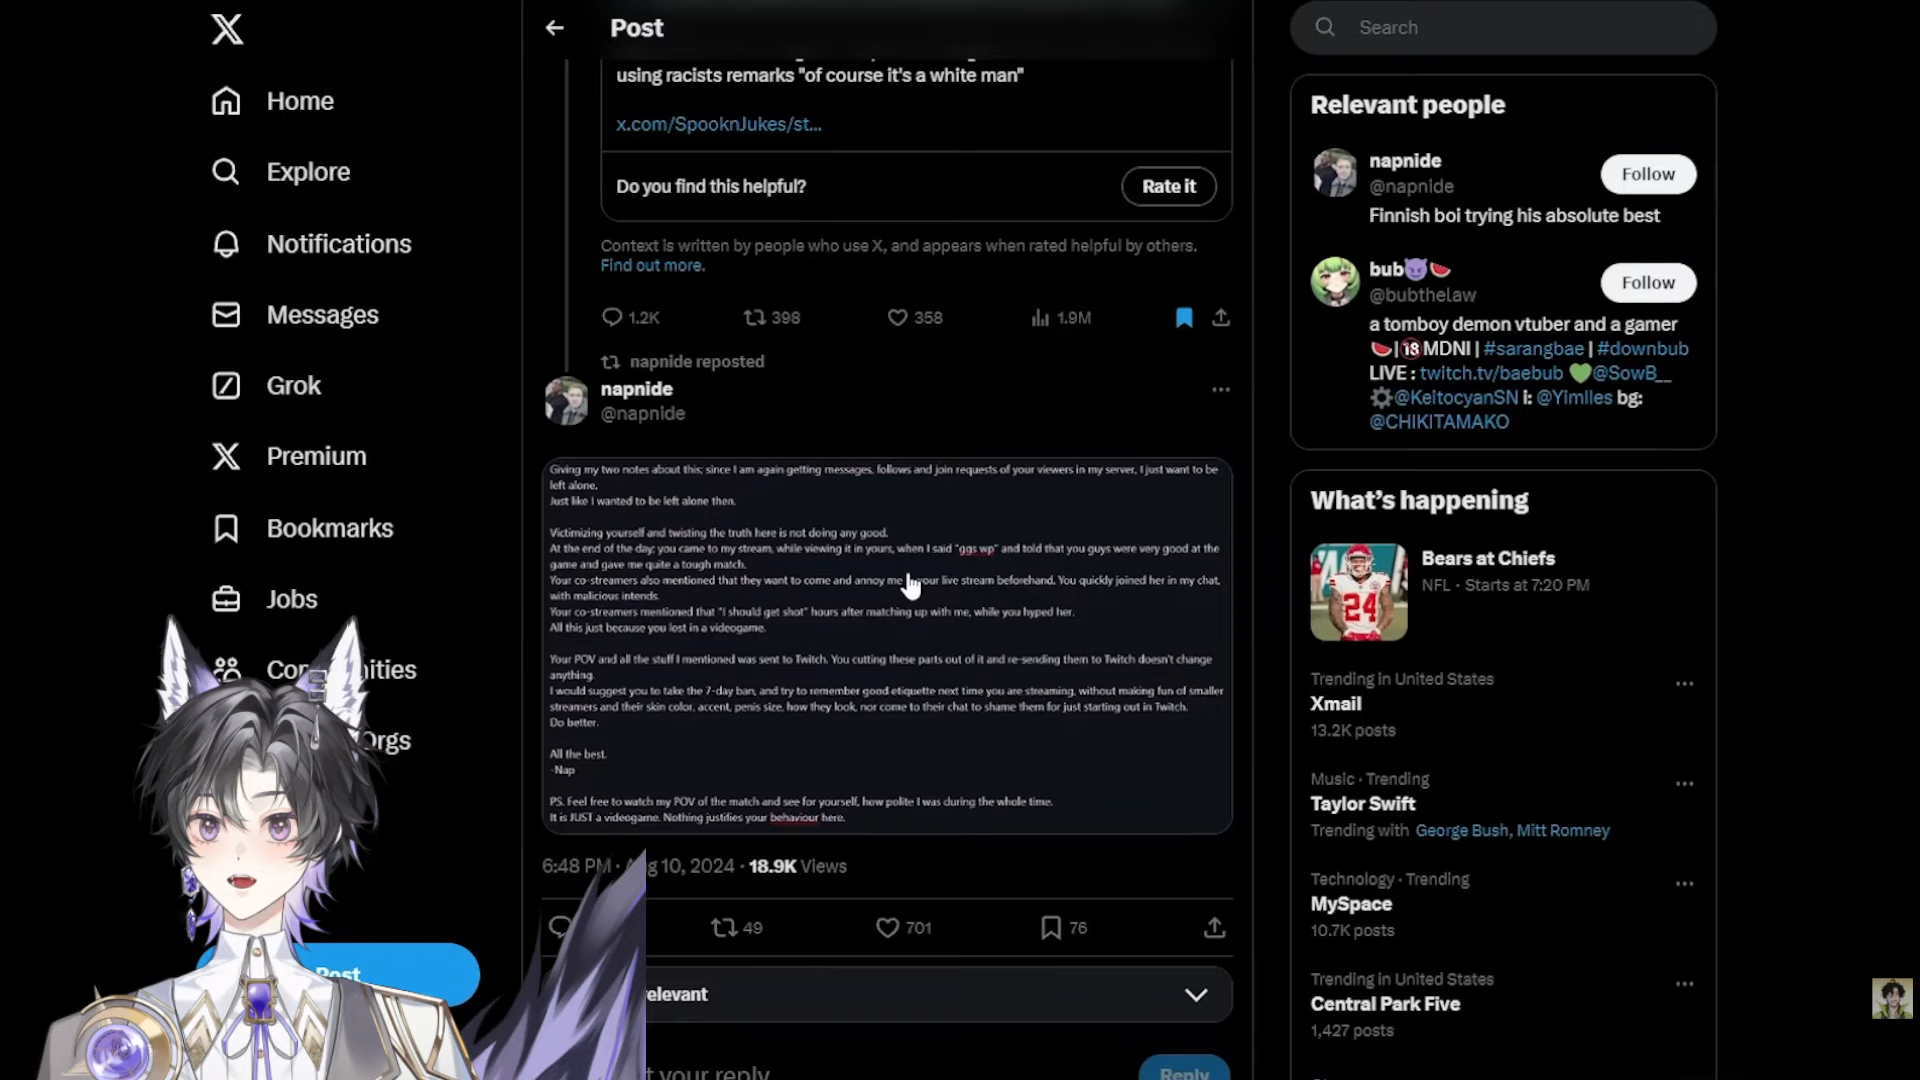 Home
Explore
Notifications
Messages
Grok
Premium
Bookmarks
Jobs
Post
Post
using racists remarks "of course it's a white man"
x.com/SpooknJukes/st...
Do you find this helpful?
Rate it
Context is written by people who use X, and appears when rated helpful by others.
Find out more.
1.2K
398
358
1.9M
napnide reposted
napnide
@napnide
Giving my two notes about this; since I am again getting messages, follows and join requests of your viewers in my server, I just want to be
left alone.
Just like I wanted to be left alone then.
Victimizing yourself and twisting the truth here is not doing any good.
At the end of the day; you came to my stream, while viewing it in yours, when I said "ggs wp" and told that you guys were very good at the
game and gave me quite a tough match.
Your co-streamers also mentioned that they want to come and annoy me your live stream beforehand. You quickly joined her in my chat,
with malicious intends.
Your co-streamers mentioned that "I should get shot" hours after matching up with me, while you hyped her.
All this just because you lost in a videogame.
Your POV and all the stuff I mentioned was sent to Twitch. You cutting these parts out of it and re-sending them to Twitch doesn't change
anything.
I would suggest you to take the 7-day ban, and try to remember good etiquette next time you are streaming, without making fun of smaller
streamers and their skin color, accent, penis size, how they look, nor come to their chat to shame them for just starting out in Twitch.
Do better.
All the best.
-Nap
PS. Feel free to watch my POV of the match and see for yourself, how polite I was during the whole time.
It is JUST a videogame. Nothing justifies your behaviour here.
6:48 PM · 10, 2024 · 18.9K Views
49
701
76
Reply
Search
Relevant people
napnide
@napnide
Follow
Finnish boi trying his absolute best
bub😈🍉
@bubthelaw
Follow
a tomboy demon vtuber and a gamer
🍉|🔞MDNI | #sarangbae | #downbub
LIVE : twitch.tv/baebub 💚@SowB__
⚙️@KeitocyanSN i: @Yimlles bg:
@CHIKITAMAKO
What's happening
Bears at Chiefs
NFL · Starts at 7:20 PM
Trending in United States
Xmail
13.2K posts
Music · Trending
Taylor Swift
Trending with George Bush, Mitt Romney
Technology · Trending
MySpace
10.7K posts
Trending in United States
Central Park Five
1,427 posts